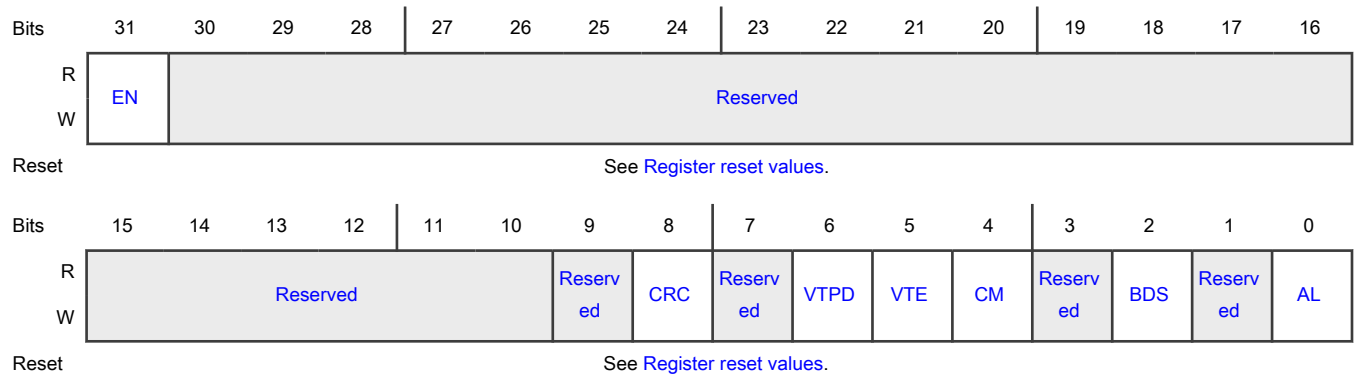 Bits 31 30 29 28 27 26 25 24 23 22 21 20 19 18 17 16
R
EN Reserved
W
Reset See Register reset values.
Bits 15 14 13 12 11 10 9 8 7 6 5 4 3 2 1 0
R Reserv Reserv Reserv Reserv
Reserved CRC VTPD VTE CM BDS AL
W ed ed ed ed
Reset See Register reset values.